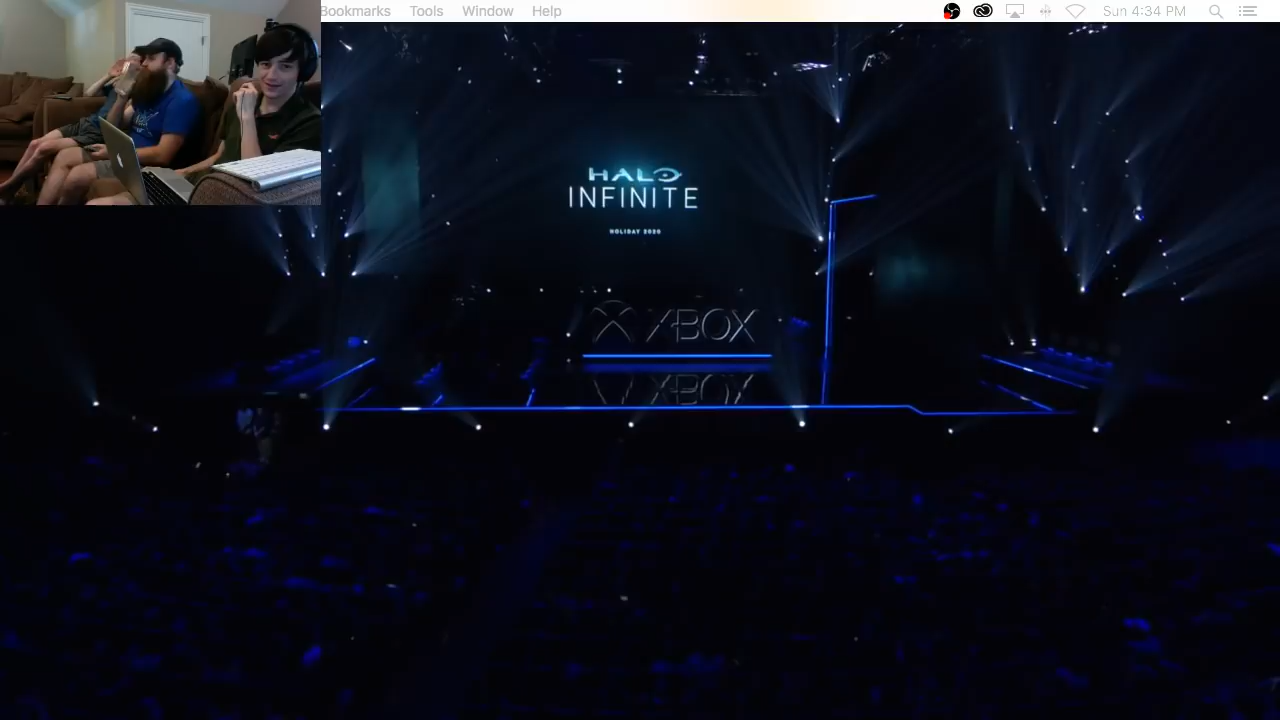 Bookmarks Tools Window Help Sun 4:34 PM
HALO
INFINITE
HOLIDAY 2020
XBOX